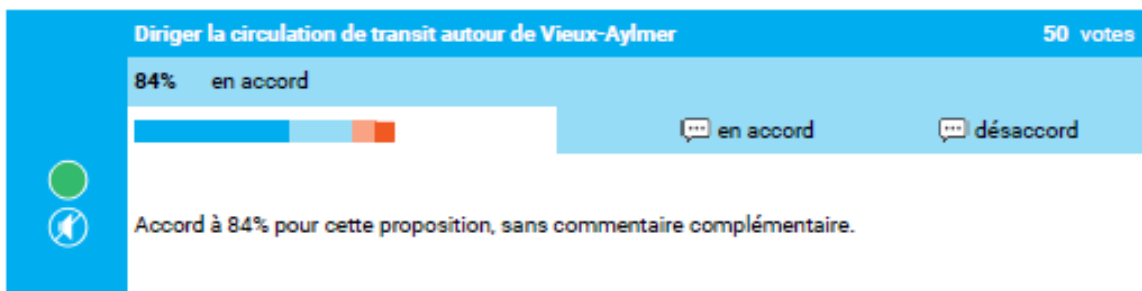 Diriger la circulation de transit autour de Vieux-Aylmer 50 votes
84% en accord
en accord désaccord
Accord à 84% pour cette proposition, sans commentaire complémentaire.